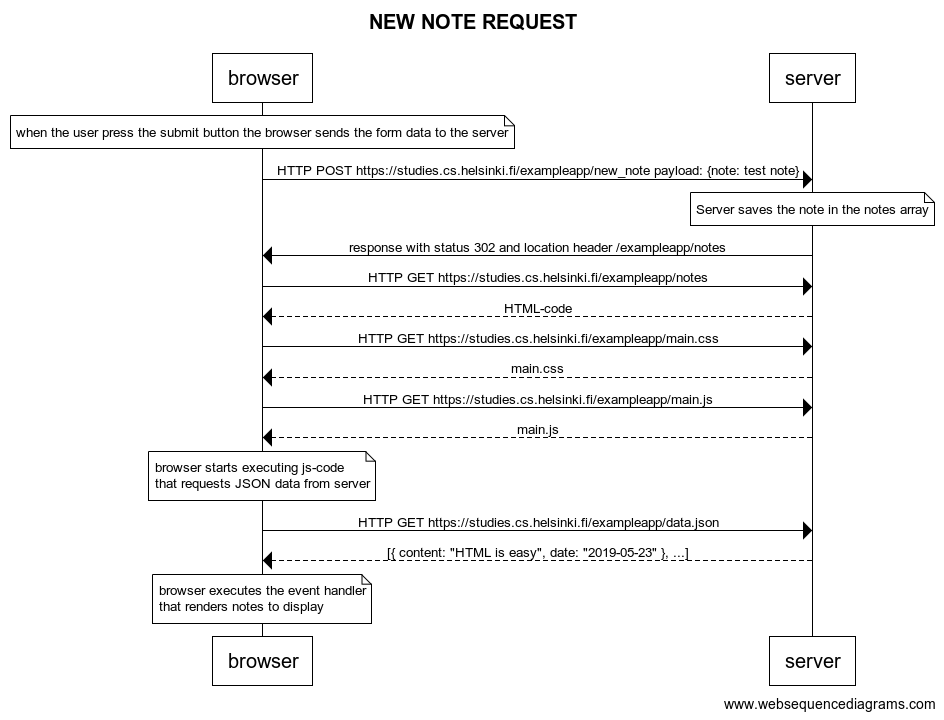 NEW NOTE REQUEST
browser
server
when the user press the submit button the browser sends the form data to the server
HTTP POST https://studies.cs.helsinki.fi/exampleapp/new_note payload: {note: test note}
Server saves the note in the notes array
response with status 302 and location header /exampleapp/notes
HTTP GET https://studies.cs.helsinki.fi/exampleapp/notes
HTML-code
HTTP GET https://studies.cs.helsinki.fi/exampleapp/main.css
main.css
HTTP GET https://studies.cs.helsinki.fi/exampleapp/main.js
main.js
browser starts executing js-code
that requests JSON data from server
HTTP GET https://studies.cs.helsinki.fi/exampleapp/data.json
[{ content: "HTML is easy", date: "2019-05-23" }, ...]
browser executes the event handler
that renders notes to display
browser
server
www.websequencediagrams.com